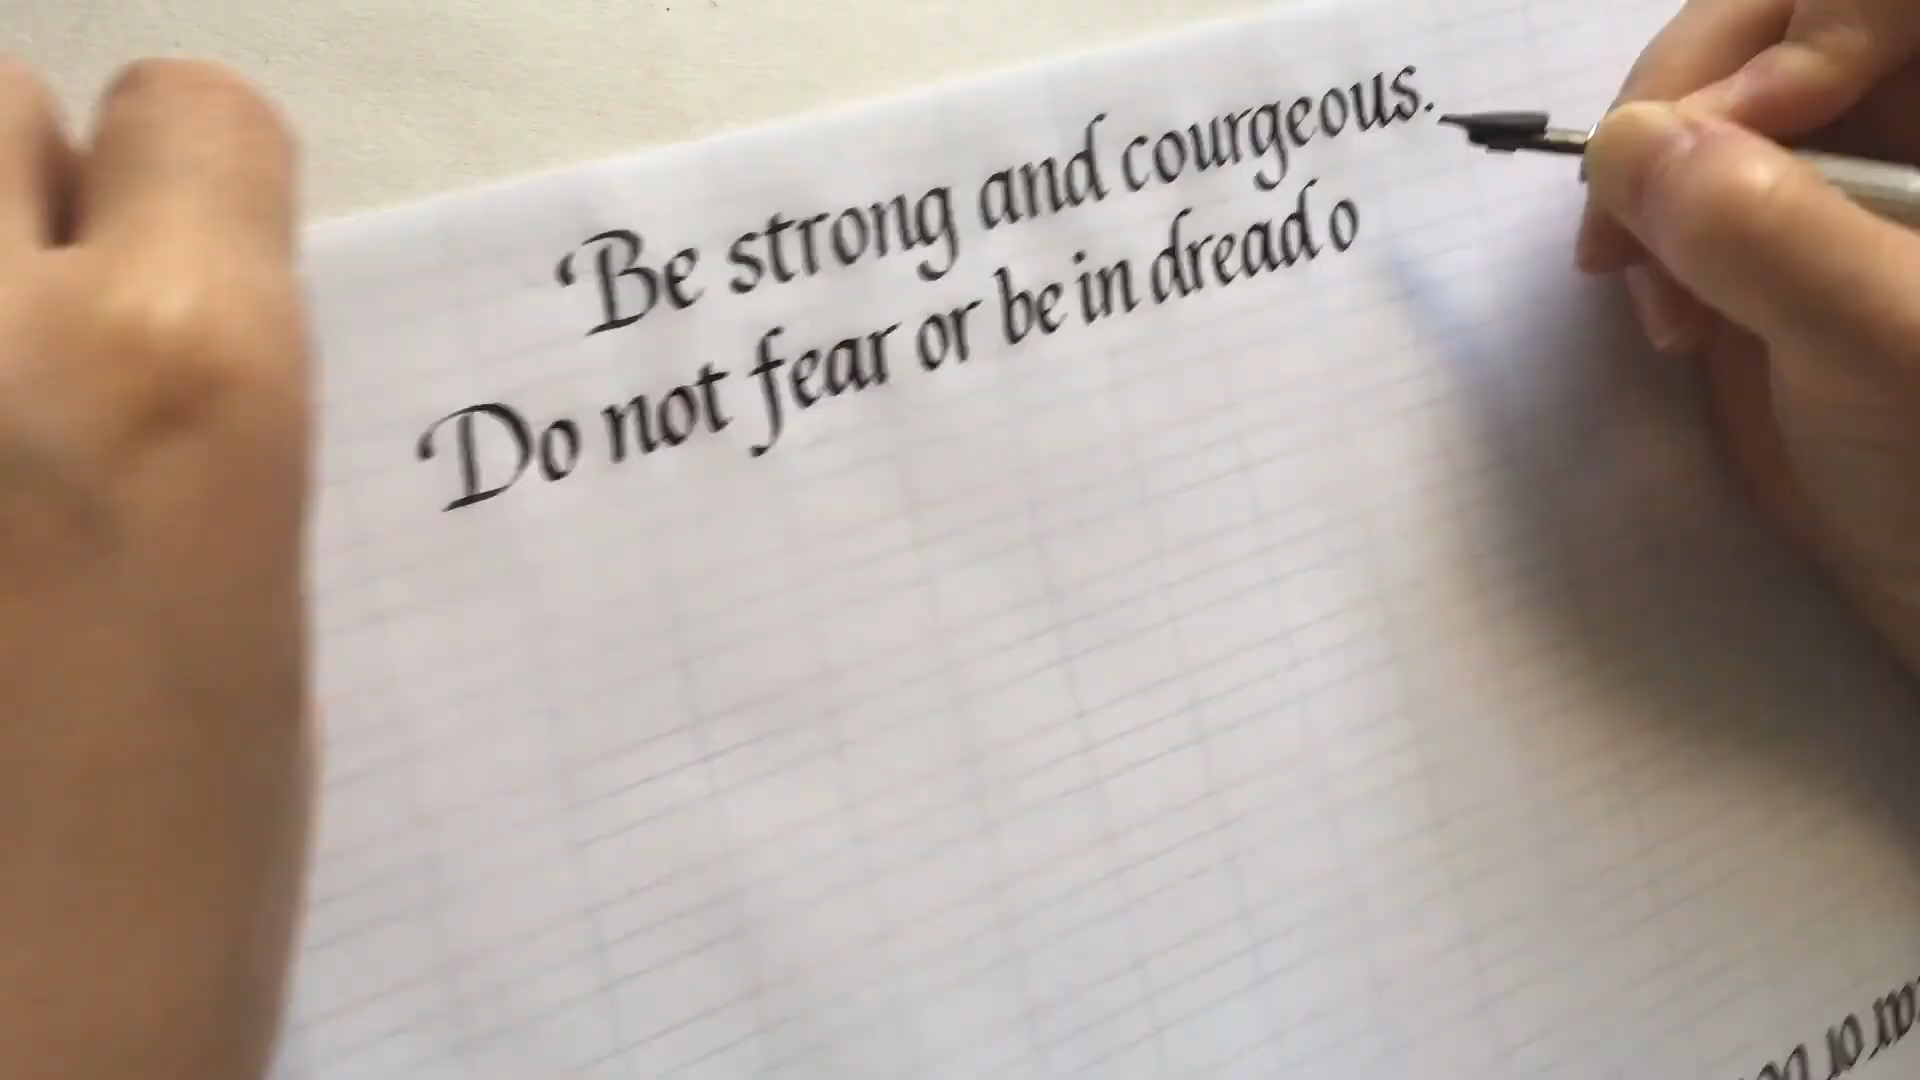 Be strong and courgeous.
Do not fear or be in dread o